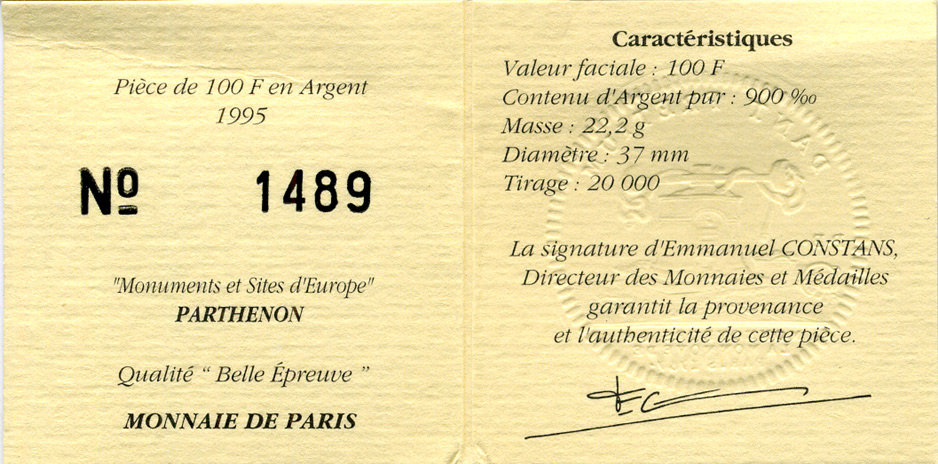 Pièce de 100 F en Argent
1995
Nº 1489
"Monuments et Sites d'Europe"
PARTHENON
Qualité “ Belle Épreuve ”
MONNAIE DE PARIS
Caractéristiques
Valeur faciale : 100 F
Contenu d'Argent pur : 900 ‰
Masse : 22,2 g
Diamètre : 37 mm
Tirage : 20 000
La signature d'Emmanuel CONSTANS,
Directeur des Monnaies et Médailles
garantit la provenance
et l'authenticité de cette pièce.